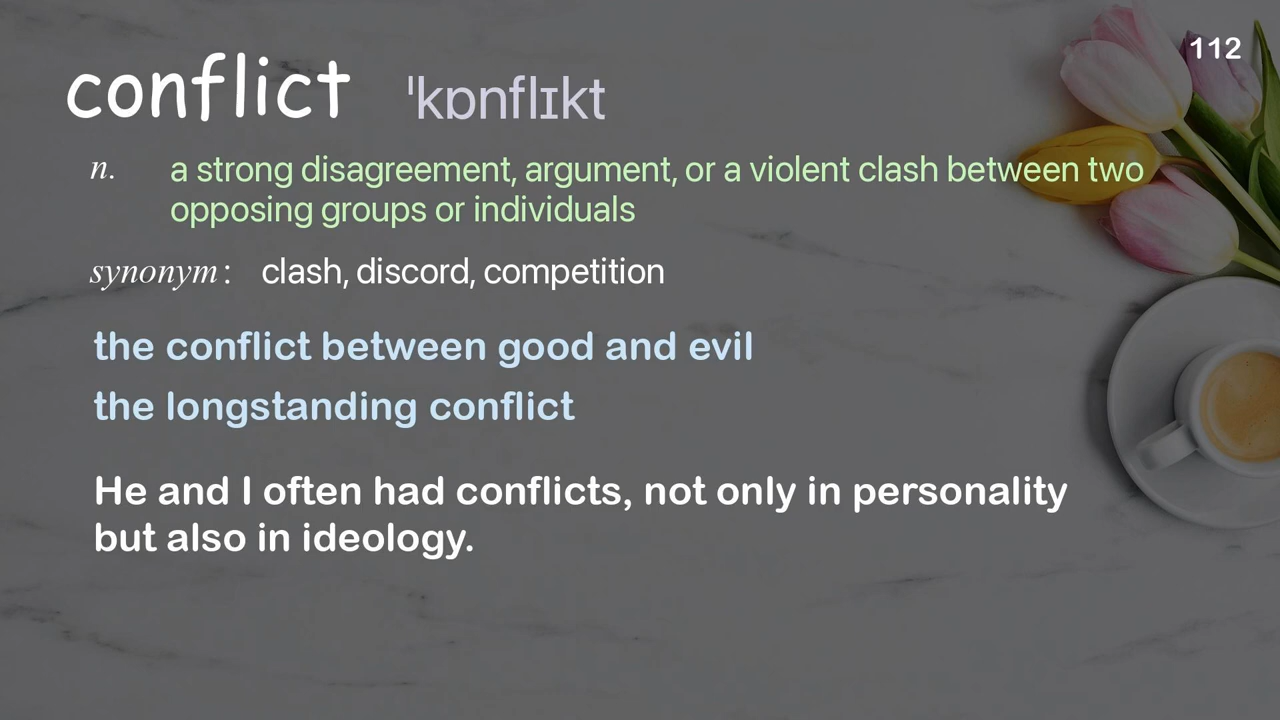 112
conflict ˈkɒnflɪkt
n. a strong disagreement, argument, or a violent clash between two
opposing groups or individuals
synonym: clash, discord, competition
the conflict between good and evil
the longstanding conflict
He and I often had conflicts, not only in personality
but also in ideology.